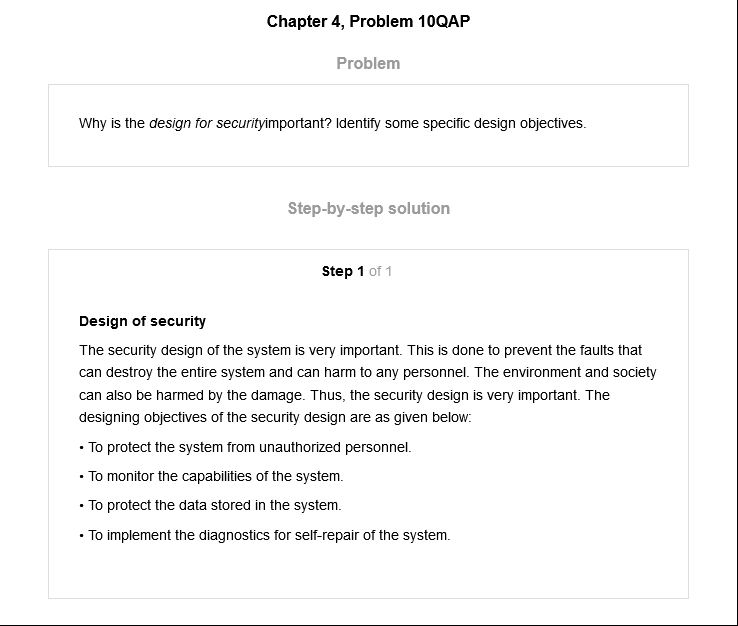 Chapter 4, Problem 10QAP
Problem
Why is the design for securityimportant? Identify some specific design objectives.
Step-by-step solution
Step 1 of 1
Design of security
The security design of the system is very important. This is done to prevent the faults that
can destroy the entire system and can harm to any personnel. The environment and society
can also be harmed by the damage. Thus, the security design is very important. The
designing objectives of the security design are as given below:
• To protect the system from unauthorized personnel.
• To monitor the capabilities of the system.
• To protect the data stored in the system.
• To implement the diagnostics for self-repair of the system.